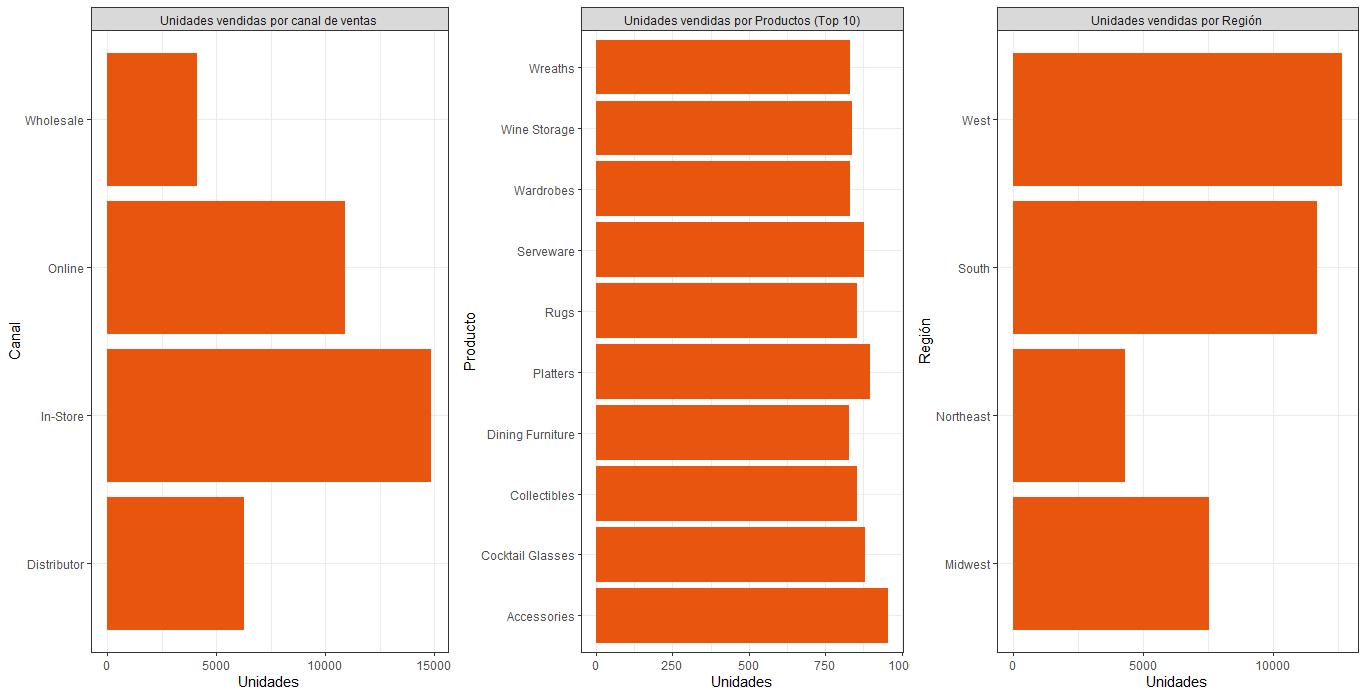 Unidades vendidas por canal de ventas
Canal
Wholesale
Online
In-Store
Distributor
0 5000 10000 15000
Unidades
Unidades vendidas por Productos (Top 10)
Producto
Wreaths
Wine Storage
Wardrobes
Serveware
Rugs
Platters
Dining Furniture
Collectibles
Cocktail Glasses
Accessories
0 250 500 750 100
Unidades
Unidades vendidas por Región
Región
West
South
Northeast
Midwest
0 5000 10000
Unidades